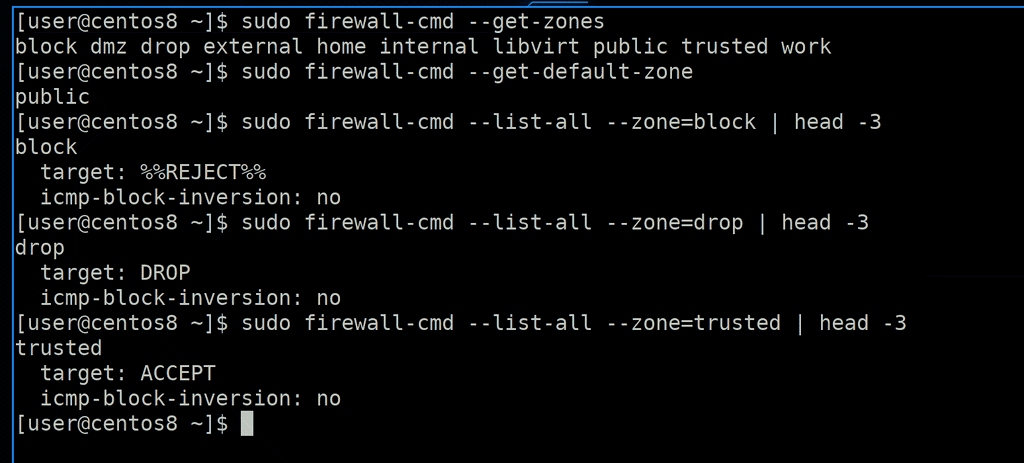 [user@centos8 ~]$ sudo firewall-cmd --get-zones
block dmz drop external home internal libvirt public trusted work
[user@centos8 ~]$ sudo firewall-cmd --get-default-zone
public
[user@centos8 ~]$ sudo firewall-cmd --list-all --zone=block | head -3
block
  target: %%REJECT%%
  icmp-block-inversion: no
[user@centos8 ~]$ sudo firewall-cmd --list-all --zone=drop | head -3
drop
  target: DROP
  icmp-block-inversion: no
[user@centos8 ~]$ sudo firewall-cmd --list-all --zone=trusted | head -3
trusted
  target: ACCEPT
  icmp-block-inversion: no
[user@centos8 ~]$